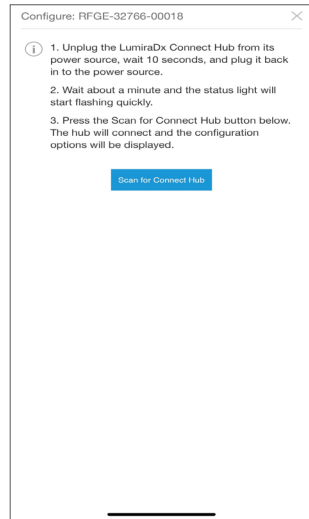 Configure: RFGE-32766-00018
1. Unplug the LumiraDx Connect Hub from its
power source, wait 10 seconds, and plug it back
in to the power source.
2. Wait about a minute and the status light will
start flashing quickly.
3. Press the Scan for Connect Hub button below.
The hub will connect and the configuration
options will be displayed.
Scan for Connect Hub